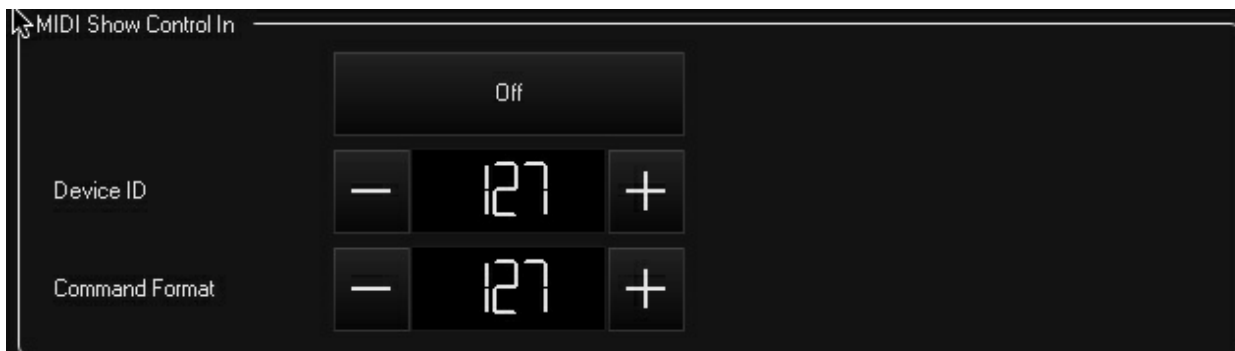 MIDI Show Control In
Off
Device ID
— 127 +
Command Format
— 127 +